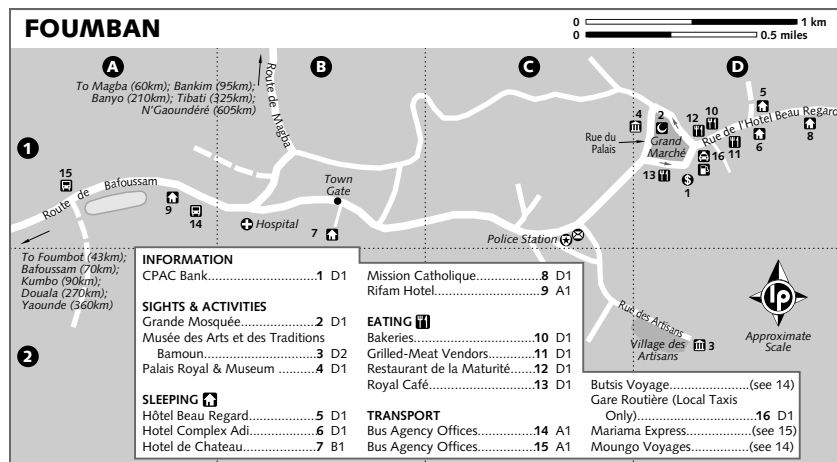 FOUMBAN
0 1 km
0 0.5 miles
A B C D
1
2
To Magba (60km); Bankim (95km);
Banyo (210km); Tibati (325km);
N'Gaoundéré (605km)
Route de Magba
Route de Bafoussam
To Foumbot (43km);
Bafoussam (70km);
Kumbo (90km);
Douala (270km);
Yaounde (360km)
15
9
14
Hospital
Town
Gate
7
Police Station
Rue du
Palais
4
2
Grand
Marché
13
12
10
16
1
11
5
6
8
Rue de l'Hotel Beau Regard
Rue des Artisans
Village des
Artisans
3
lp
Approximate
Scale
INFORMATION
CPAC Bank 1 D1
SIGHTS & ACTIVITIES
Grande Mosquée 2 D1
Musée des Arts et des Traditions
Bamoun 3 D2
Palais Royal & Museum 4 D1
SLEEPING
Hôtel Beau Regard 5 D1
Hotel Complex Adi 6 D1
Hotel de Chateau 7 B1
Mission Catholique 8 D1
Rifam Hotel 9 A1
EATING
Bakeries 10 D1
Grilled-Meat Vendors 11 D1
Restaurant de la Maturité 12 D1
Royal Café 13 D1
TRANSPORT
Bus Agency Offices 14 A1
Bus Agency Offices 15 A1
Butsis Voyage (see 14)
Gare Routière (Local Taxis
Only) 16 D1
Mariama Express (see 15)
Moungo Voyages (see 14)